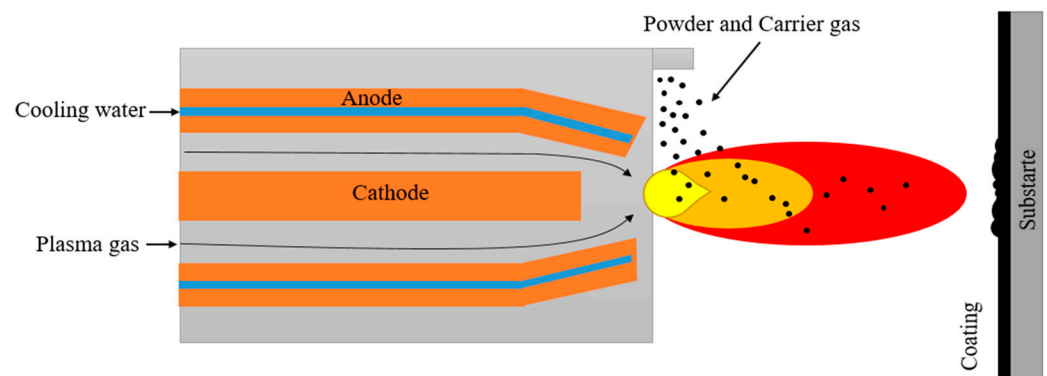 Powder and Carrier gas
Anode
Cooling water
Cathode
Plasma gas
Substarte
Coating